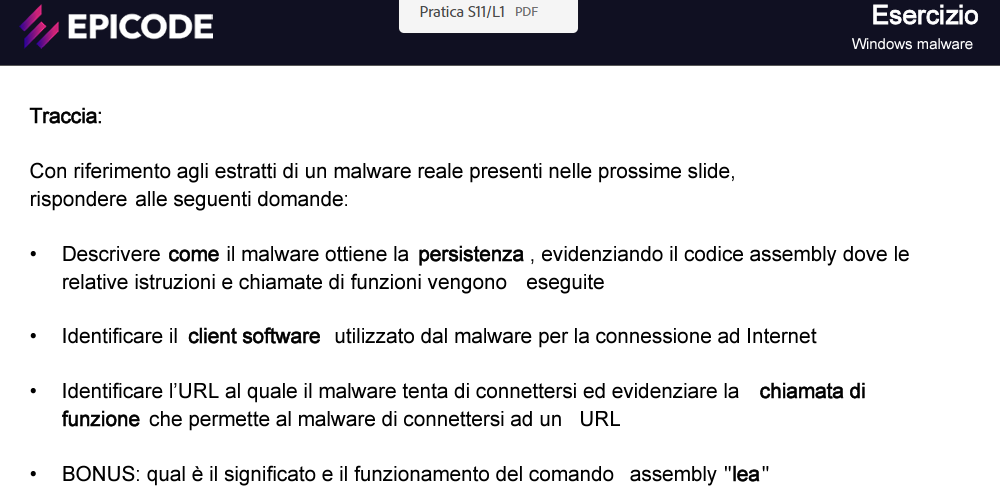 EPICODE
Pratica S11/L1 PDF
Esercizio
Windows malware
Traccia:
Con riferimento agli estratti di un malware reale presenti nelle prossime slide,
rispondere alle seguenti domande:
• Descrivere come il malware ottiene la persistenza , evidenziando il codice assembly dove le
relative istruzioni e chiamate di funzioni vengono eseguite
• Identificare il client software utilizzato dal malware per la connessione ad Internet
• Identificare l’URL al quale il malware tenta di connettersi ed evidenziare la chiamata di
funzione che permette al malware di connettersi ad un URL
• BONUS: qual è il significato e il funzionamento del comando assembly "lea"